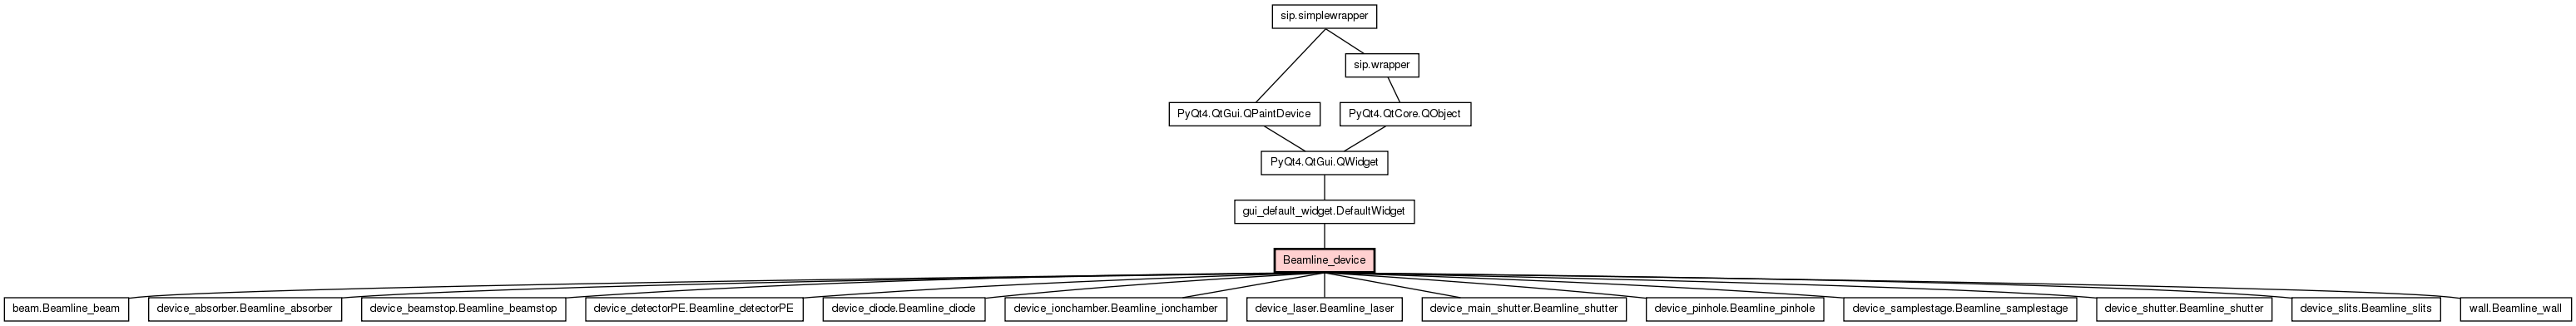 sip.simplewrapper
sip.wrapper
PyQt4.QtGui.QPaintDevice
PyQt4.QtCore.QObject
PyQt4.QtGui.QWidget
gui_default_widget.DefaultWidget
Beamline_device
beam.Beamline_beam
device_absorber.Beamline_absorber
device_beamstop.Beamline_beamstop
device_detectorPE.Beamline_detectorPE
device_diode.Beamline_diode
device_ionchamber.Beamline_ionchamber
device_laser.Beamline_laser
device_main_shutter.Beamline_shutter
device_pinhole.Beamline_pinhole
device_samplestage.Beamline_samplestage
device_shutter.Beamline_shutter
device_slits.Beamline_slits
wall.Beamline_wall